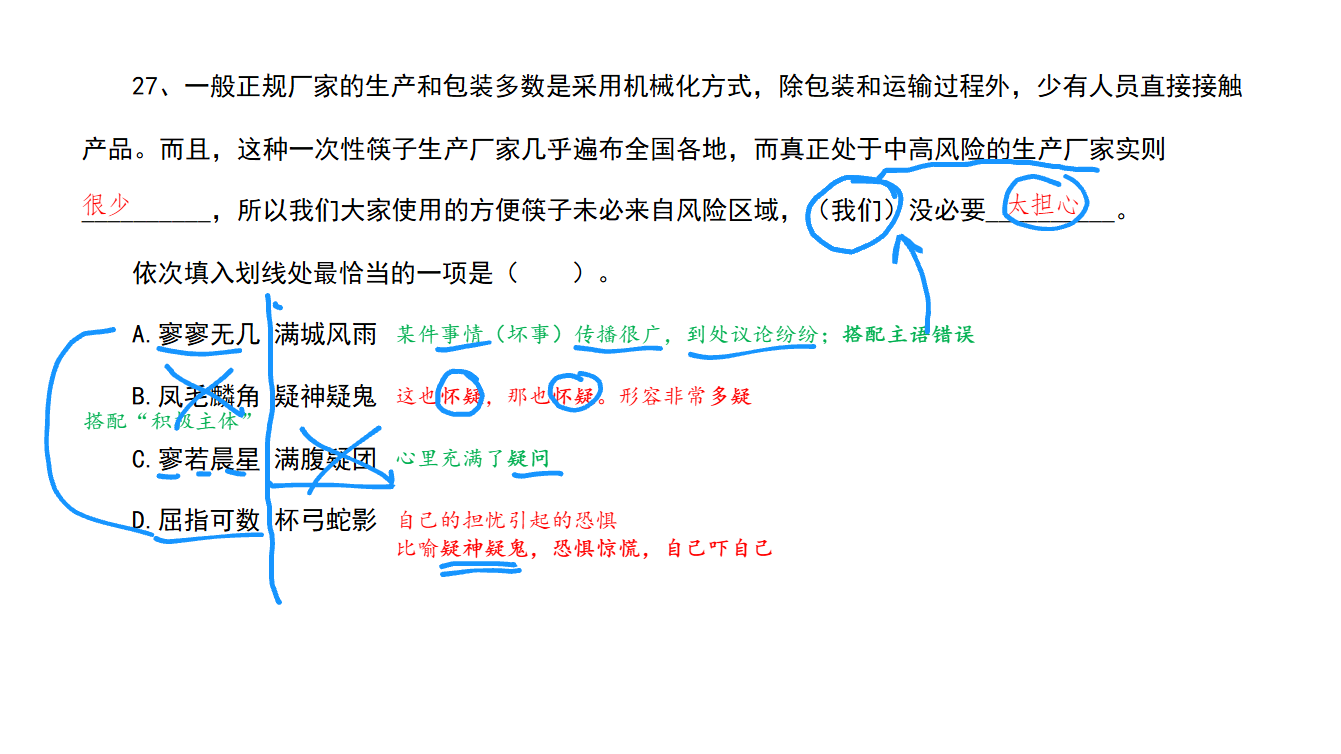 27、一般正规厂家的生产和包装多数是采用机械化方式，除包装和运输过程外，少有人员直接接触
产品。而且，这种一次性筷子生产厂家几乎遍布全国各地，而真正处于中高风险的生产厂家实则
__________很少，所以我们大家使用的方便筷子未必来自风险区域，（我们）没必要__________太担心。
依次填入划线处最恰当的一项是（  ）。
A.寥寥无几 满城风雨 某件事情（坏事）传播很广，到处议论纷纷；搭配主语错误
B.凤毛麟角 疑神疑鬼 这也怀疑，那也怀疑。形容非常多疑
搭配“积极主体”
C.寥若晨星 满腹疑团 心里充满了疑问
D.屈指可数 杯弓蛇影 自己的担忧引起的恐惧
比喻疑神疑鬼，恐惧惊慌，自己吓自己